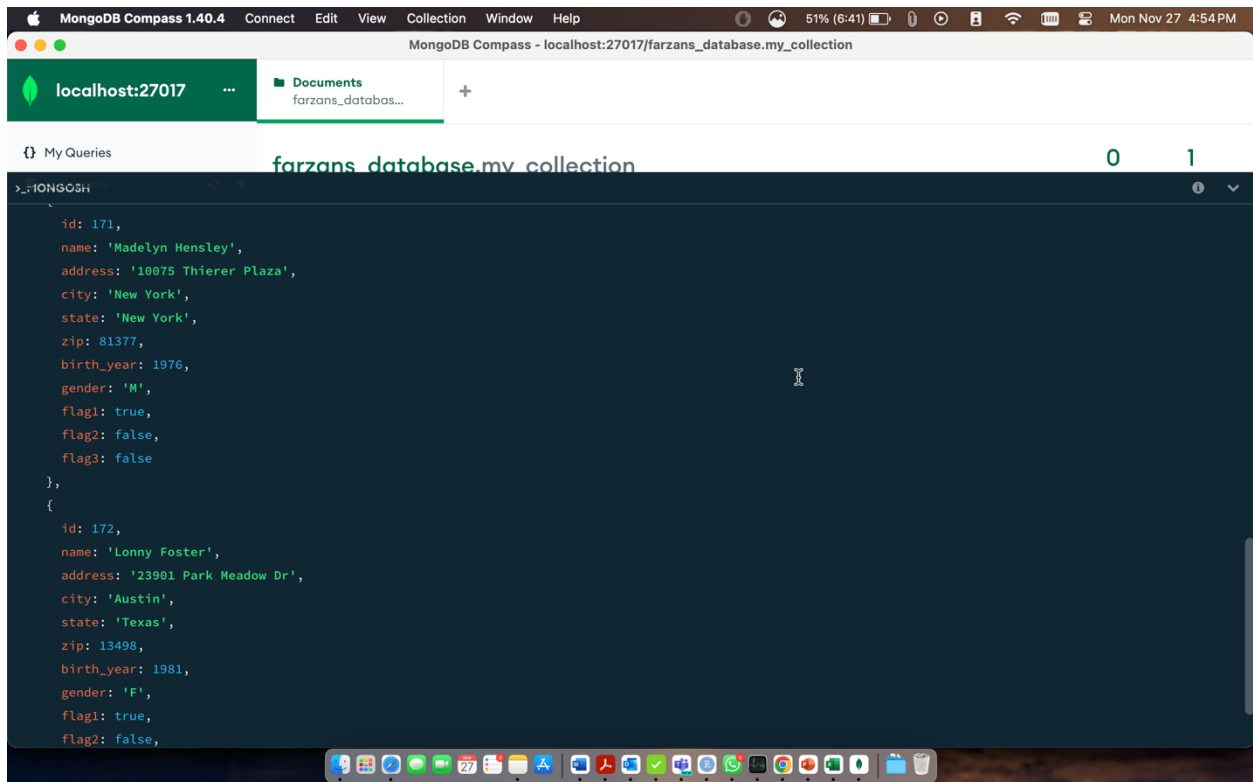 MongoDB Compass 1.40.4 Connect Edit View Collection Window Help 51% (6:41) Mon Nov 27 4:54 PM
MongoDB Compass - localhost:27017/farzans_database.my_collection
localhost:27017 ...
Documents
farzans_databas...
+
{} My Queries
farzans_database.my_collection
0 1
>_MONGOSH
{
id: 171,
name: 'Madelyn Hensley',
address: '10075 Thierer Plaza',
city: 'New York',
state: 'New York',
zip: 81377,
birth_year: 1976,
gender: 'M',
flag1: true,
flag2: false,
flag3: false
},
{
id: 172,
name: 'Lonny Foster',
address: '23901 Park Meadow Dr',
city: 'Austin',
state: 'Texas',
zip: 13498,
birth_year: 1981,
gender: 'F',
flag1: true,
flag2: false,
27